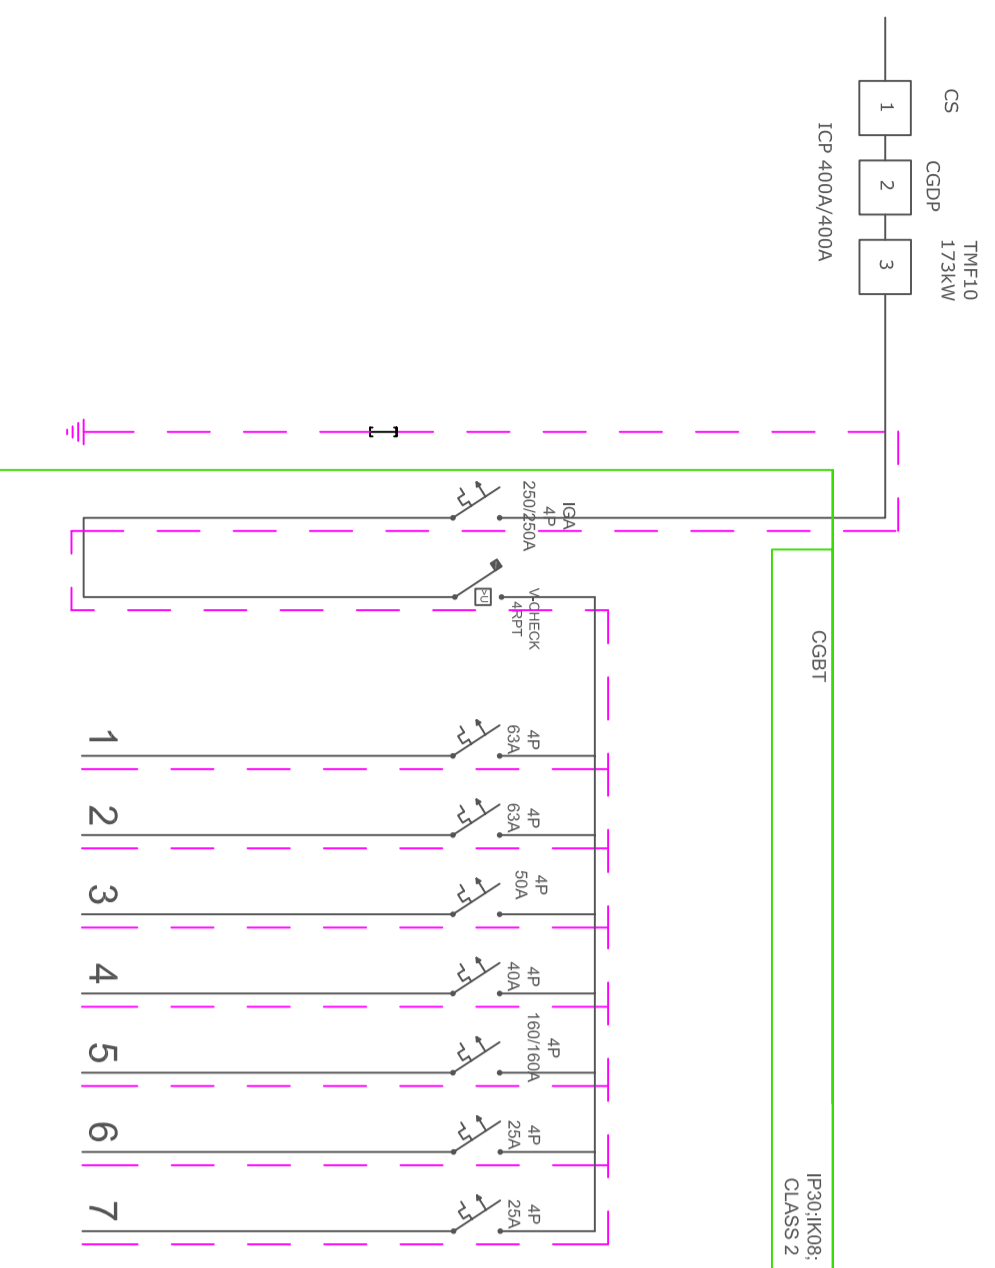 CS
1
CGDP
2
TMF10
173kW
3
ICP 400A/400A
IGA
4P
250/250A
V-CHECK
4RPT
>U
CGBT
IP30;IK08;
CLASS 2
4P
63A
1
4P
63A
2
4P
50A
3
4P
40A
4
4P
160/160A
5
4P
25A
6
4P
25A
7